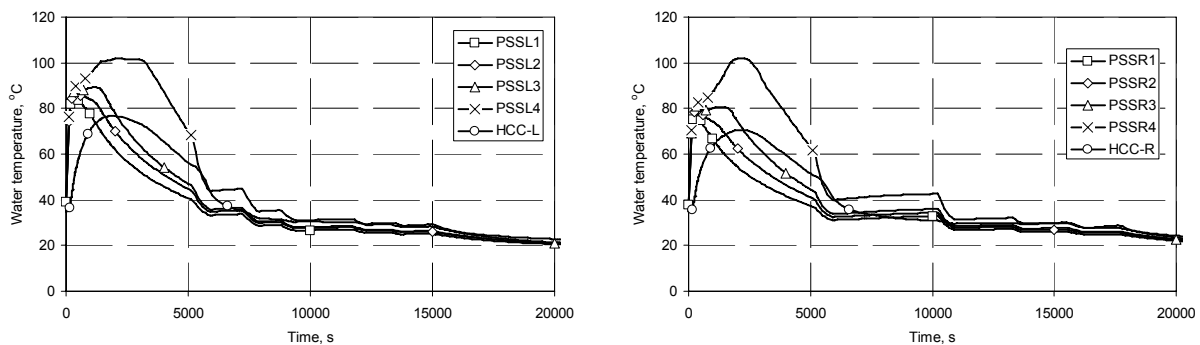 120
100
80
60
40
20
0
Water temperature, °C
0 5000 10000 15000 20000
Time, s
PSSL1
PSSL2
PSSL3
PSSL4
HCC-L
120
100
80
60
40
20
0
Water temperature, °C
0 5000 10000 15000 20000
Time, s
PSSR1
PSSR2
PSSR3
PSSR4
HCC-R